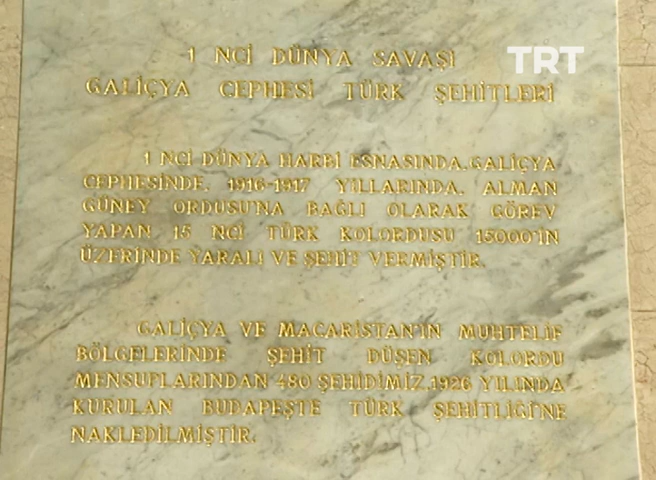 TRT
1 NCİ DÜNYA SAVAŞI
GALİÇYA CEPHESİ TÜRK ŞEHİTLERİ
1 NCİ DÜNYA HARBİ ESNASINDA, GALİÇYA
CEPHESİNDE, 1916-1917 YILLARINDA, ALMAN
GÜNEY ORDUSU'NA BAĞLI OLARAK GÖREV
YAPAN 15 NCİ TÜRK KOLORDUSU 15000'İN
ÜZERİNDE YARALI VE ŞEHİT VERMİŞTİR.
GALİÇYA VE MACARİSTAN'IN MUHTELİF
BÖLGELERİNDE ŞEHİT DÜŞEN KOLORDU
MENSUPLARINDAN 480 ŞEHİDİMİZ, 1926 YILINDA
KURULAN BUDAPEŞTE TÜRK ŞEHİTLİĞİ'NE
NAKLEDİLMİŞTİR.